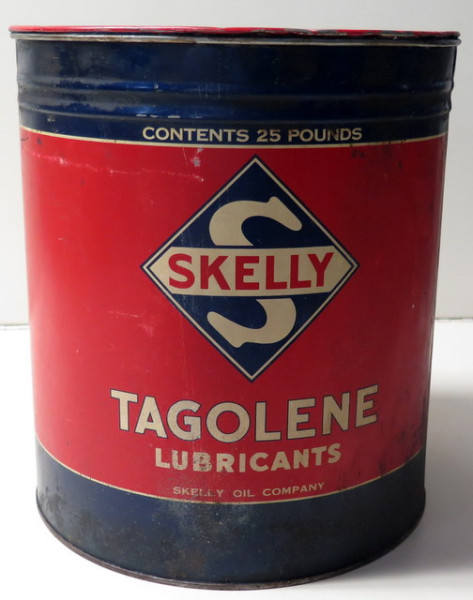 CONTENTS 25 POUNDS
S
SKELLY
TAGOLENE
LUBRICANTS
SKELLY OIL COMPANY